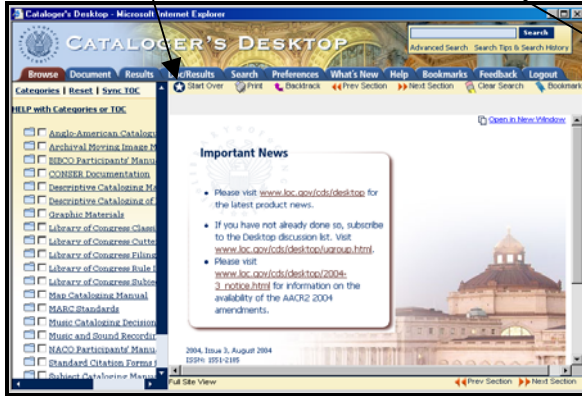 Cataloger's Desktop - Microsoft Internet Explorer
CATALOGER'S DESKTOP
Search
Advanced Search Search Tips & Search History
Browse Document Results Doc/Results Search Preferences What's New Help Bookmarks Feedback Logout
Categories | Reset | Sync TOC
Start Over Print Backtrack Prev Section Next Section Clear Search Bookmark
HELP with Categories or TOC
Open in New Window
Anglo-American Catalogu
Archival Moving Image M
BIBCO Participants' Manu
CONSER Documentation
Descriptive Cataloging Ma
Descriptive Cataloging of
Graphic Materials
Library of Congress Classi
Library of Congress Cutte
Library of Congress Filing
Library of Congress Rule I
Library of Congress Subje
Map Cataloging Manual
MARC Standards
Music Cataloging Decision
Music and Sound Recordin
NACO Participants' Manu
Standard Citation Forms f
Subject Cataloging Manua
Important News
Please visit www.loc.gov/cds/desktop for
the latest product news.
If you have not already done so, subscribe
to the Desktop discussion list. Visit
www.loc.gov/cds/desktop/ugroup.html.
Please visit
www.loc.gov/cds/desktop/2004-
3_notice.html for information on the
availability of the AACR2 2004
amendments.
2004, Issue 3, August 2004
ISSN: 1551-2185
Full Site View
Prev Section Next Section